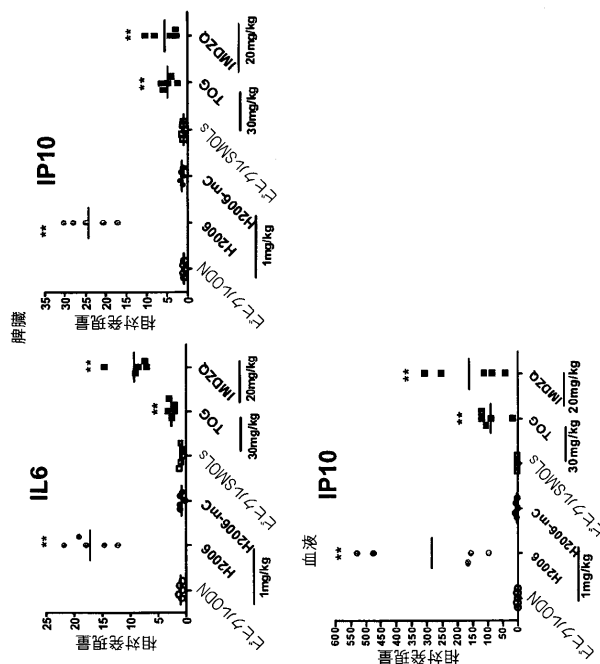 脾臓
IL6
相対発現量
25
20
15
10
5
0
**
**
**
ビヒクルODN
H2006
H2006-mC
ビヒクルSMOLs
TOG
IMDZQ
1mg/kg
30mg/kg
20mg/kg
IP10
相対発現量
35
30
25
20
15
10
5
0
**
**
**
ビヒクルODN
H2006
H2006-mC
ビヒクルSMOLs
TOG
IMDZQ
1mg/kg
30mg/kg
20mg/kg
血液
IP10
相対発現量
600
550
500
450
400
350
300
250
200
150
100
50
0
**
**
**
ビヒクルODN
H2006
H2006-mC
ビヒクルSMOLs
TOG
IMDZQ
1mg/kg
30mg/kg
20mg/kg